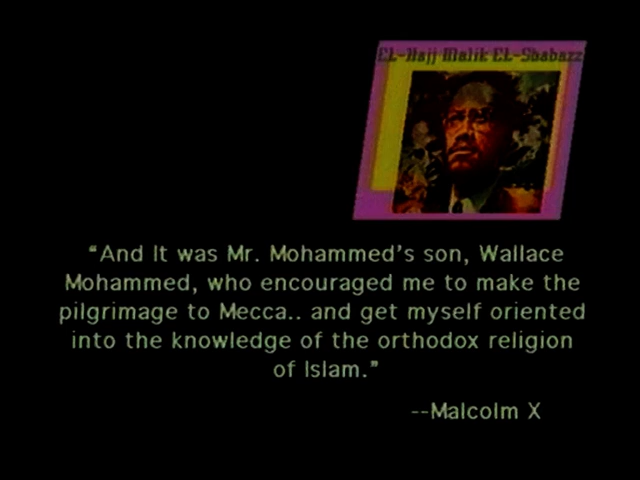 EL-Hajj Malik EL-Shabazz
“And It was Mr. Mohammed’s son, Wallace
Mohammed, who encouraged me to make the
pilgrimage to Mecca.. and get myself oriented
into the knowledge of the orthodox religion
of Islam.”
--Malcolm X